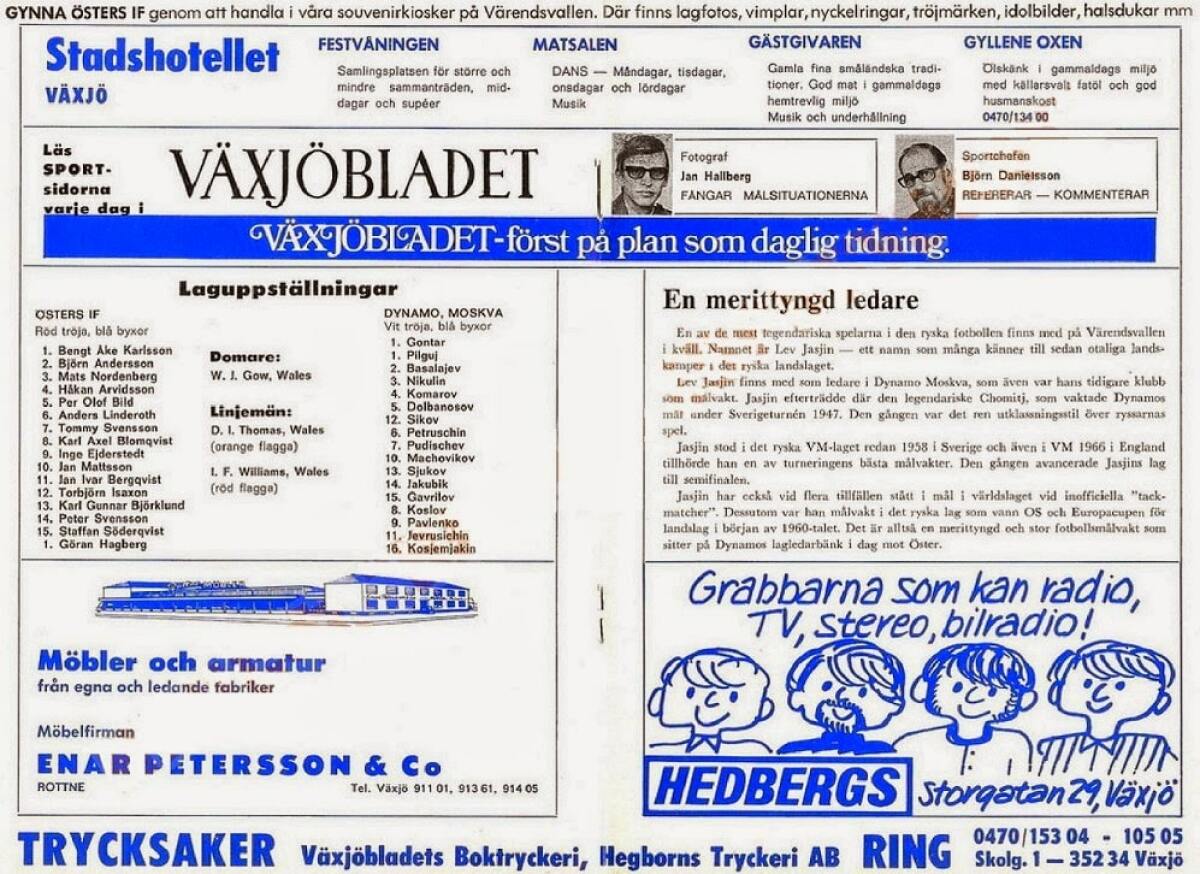 GYNNA ÖSTERS IF genom att handla i våra souvenirkiosker på Värendsvallen. Där finns lagfotos, vimplar, nyckelringar, tröjmärken, idolbilder, halsdukar mm
Stadshotellet
VÄXJÖ
FESTVÅNINGEN
Samlingsplatsen för större och
mindre sammanträden, mid-
dagar och supéer
MATSALEN
DANS — Måndagar, tisdagar,
onsdagar och lördagar
Musik
GÄSTGIVAREN
Gamla fina småländska tradi-
tioner. God mat i gammaldags
hemtrevlig miljö
Musik och underhållning
GYLLENE OXEN
Ölskänk i gammaldags miljö
med källarsvalt fatöl och god
husmanskost
0470/134 00
Läs
SPORT-
sidorna
varje dag i
VÄXJÖBLADET
Fotograf
Jan Hallberg
FÅNGAR MÅLSITUATIONERNA
Sportchefen
Björn Danielsson
REFERERAR — KOMMENTERAR
VÄXJÖBLADET-först på plan som daglig tidning.
Laguppställningar
ÖSTERS IF
Röd tröja, blå byxor
1. Bengt Åke Karlsson
2. Björn Andersson
3. Mats Nordenberg
4. Håkan Arvidsson
5. Per Olof Bild
6. Anders Linderoth
7. Tommy Svensson
8. Karl Axel Blomqvist
9. Inge Ejderstedt
10. Jan Mattsson
11. Jan Ivar Bergqvist
12. Torbjörn Isaxon
13. Karl Gunnar Björklund
14. Peter Svensson
15. Staffan Söderqvist
1. Göran Hagberg
Domare:
W. J. Gow, Wales
Linjemän:
D. I. Thomas, Wales
(orange flagga)
I. F. Williams, Wales
(röd flagga)
DYNAMO, MOSKVA
Vit tröja, blå byxor
1. Gontar
1. Pilguj
2. Basalajev
3. Nikulin
4. Komarov
5. Dolbanosov
12. Sikov
6. Petruschin
7. Pudischev
10. Machovikov
13. Sjukov
14. Jakubik
15. Gavrilov
8. Koslov
9. Pavlenko
11. Jevrusichin
16. Kosjemjakin
En merittyngd ledare
En av de mest legendariska spelarna i den ryska fotbollen finns med på Värendsvallen
i kväll. Namnet är Lev Jasjin — ett namn som många känner till sedan otaliga lands-
kamper i det ryska landslaget.
Lev Jasjin finns med som ledare i Dynamo Moskva, som även var hans tidigare klubb
som målvakt. Jasjin efterträdde där den legendariske Chomitj, som vaktade Dynamos
mål under Sverigeturnén 1947. Den gången var det ren utklassningsstil över ryssarnas
spel.
Jasjin stod i det ryska VM-laget redan 1958 i Sverige och även i VM 1966 i England
tillhörde han en av turneringens bästa målvakter. Den gången avancerade Jasjins lag
till semifinalen.
Jasjin har också vid flera tillfällen stått i mål i världslaget vid inofficiella "tack-
matcher". Dessutom var han målvakt i det ryska lag som vann OS och Europacupen för
landslag i början av 1960-talet. Det är alltså en merittyngd och stor fotbollsmålvakt som
sitter på Dynamos lagledarbänk i dag mot Öster.
Möbler och armatur
från egna och ledande fabriker
Möbelfirman
ENAR PETERSSON & Co
ROTTNE
Tel. Växjö 911 01, 913 61, 914 05
Grabbarna som kan radio,
TV, stereo, bilradio!
HEDBERGS
Storgatan 29, Växjö
TRYCKSAKER Växjöbladets Boktryckeri, Hegborns Tryckeri AB RING
0470/153 04 - 105 05
Skolg. 1 — 352 34 Växjö